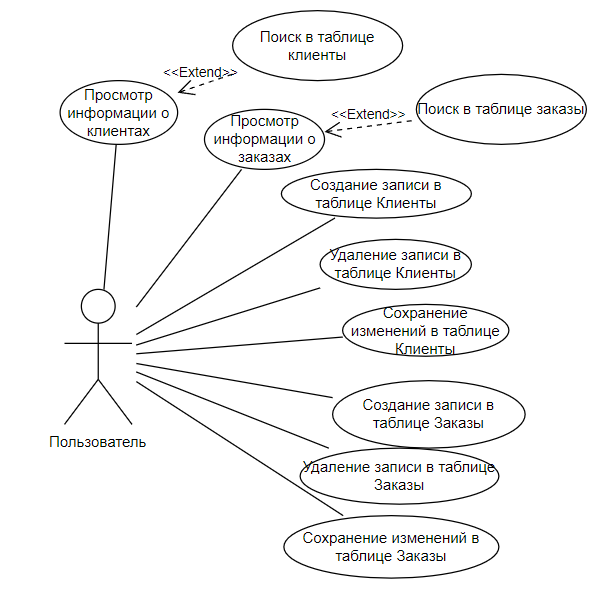 Поиск в таблице
клиенты
<<Extend>>
Просмотр
информации о
клиентах
<<Extend>>
Поиск в таблице заказы
Просмотр
информации о
заказах
Создание записи в
таблице Клиенты
Удаление записи в
таблице Клиенты
Сохранение
изменений в таблице
Клиенты
Создание записи в
таблице Заказы
Пользователь
Удаление записи в таблице
Заказы
Сохранение изменений в
таблице Заказы